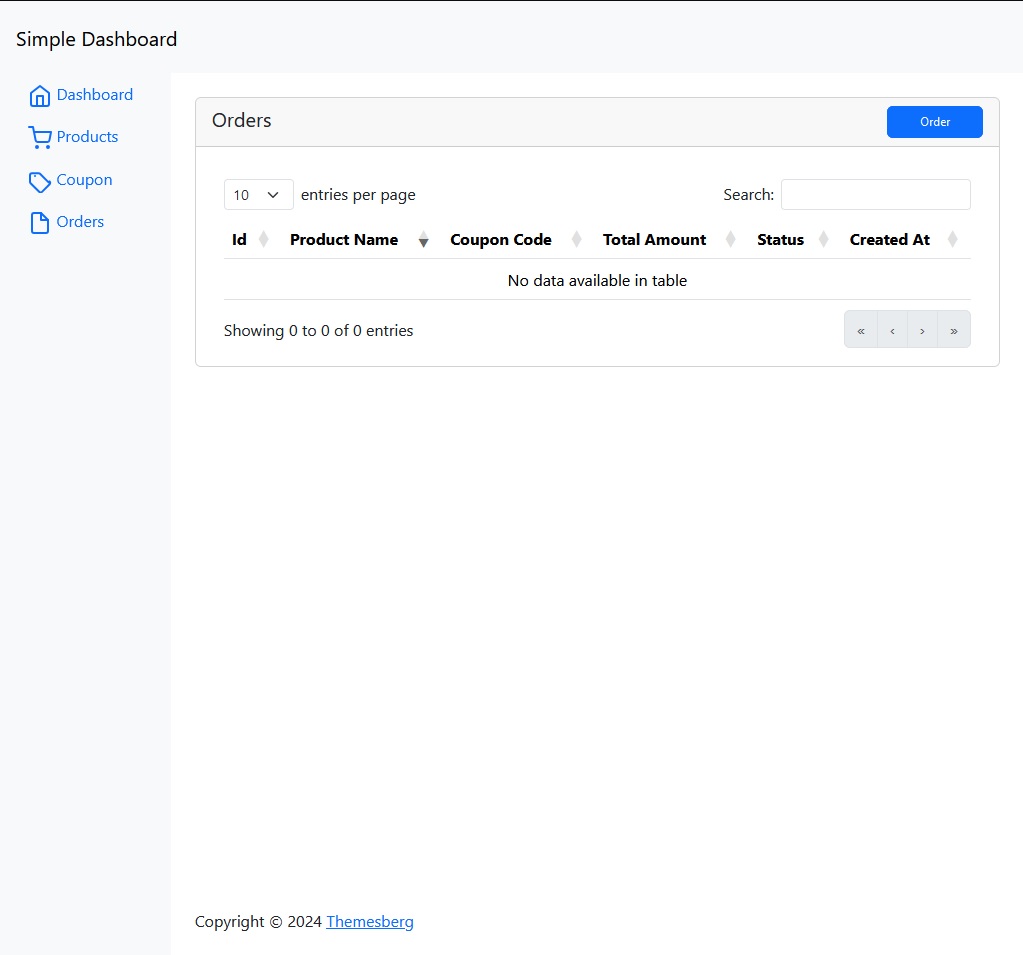 Simple Dashboard
Dashboard
Products
Coupon
Orders
Orders
Order
10 entries per page
Search:
Id Product Name Coupon Code Total Amount Status Created At
No data available in table
Showing 0 to 0 of 0 entries
« ‹ › »
Copyright © 2024 Themesberg